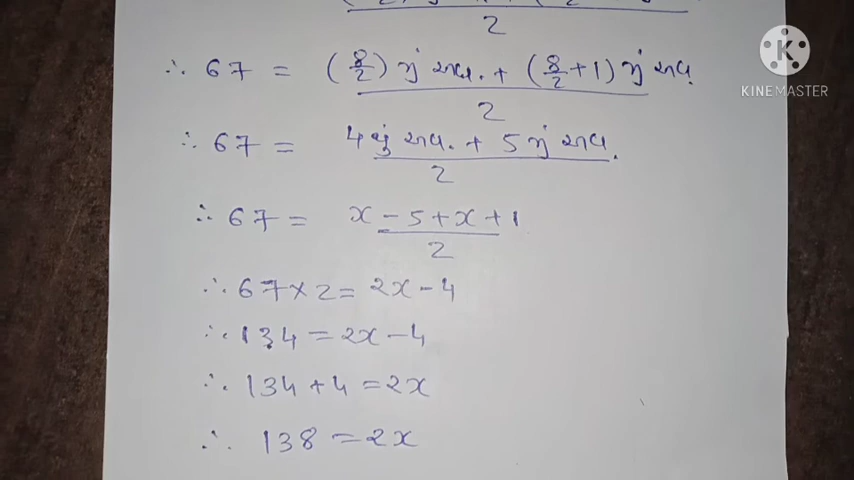 2
∴ 67 = (8/2) મું અવ. + (8/2 + 1) મું અવ
2
KINEMASTER
∴ 67 = 4થું અવ. + 5 મું અવ.
2
∴ 67 = x - 5 + x + 1
2
∴ 67 × 2 = 2x - 4
∴ 134 = 2x - 4
∴ 134 + 4 = 2x
∴ 138 = 2x